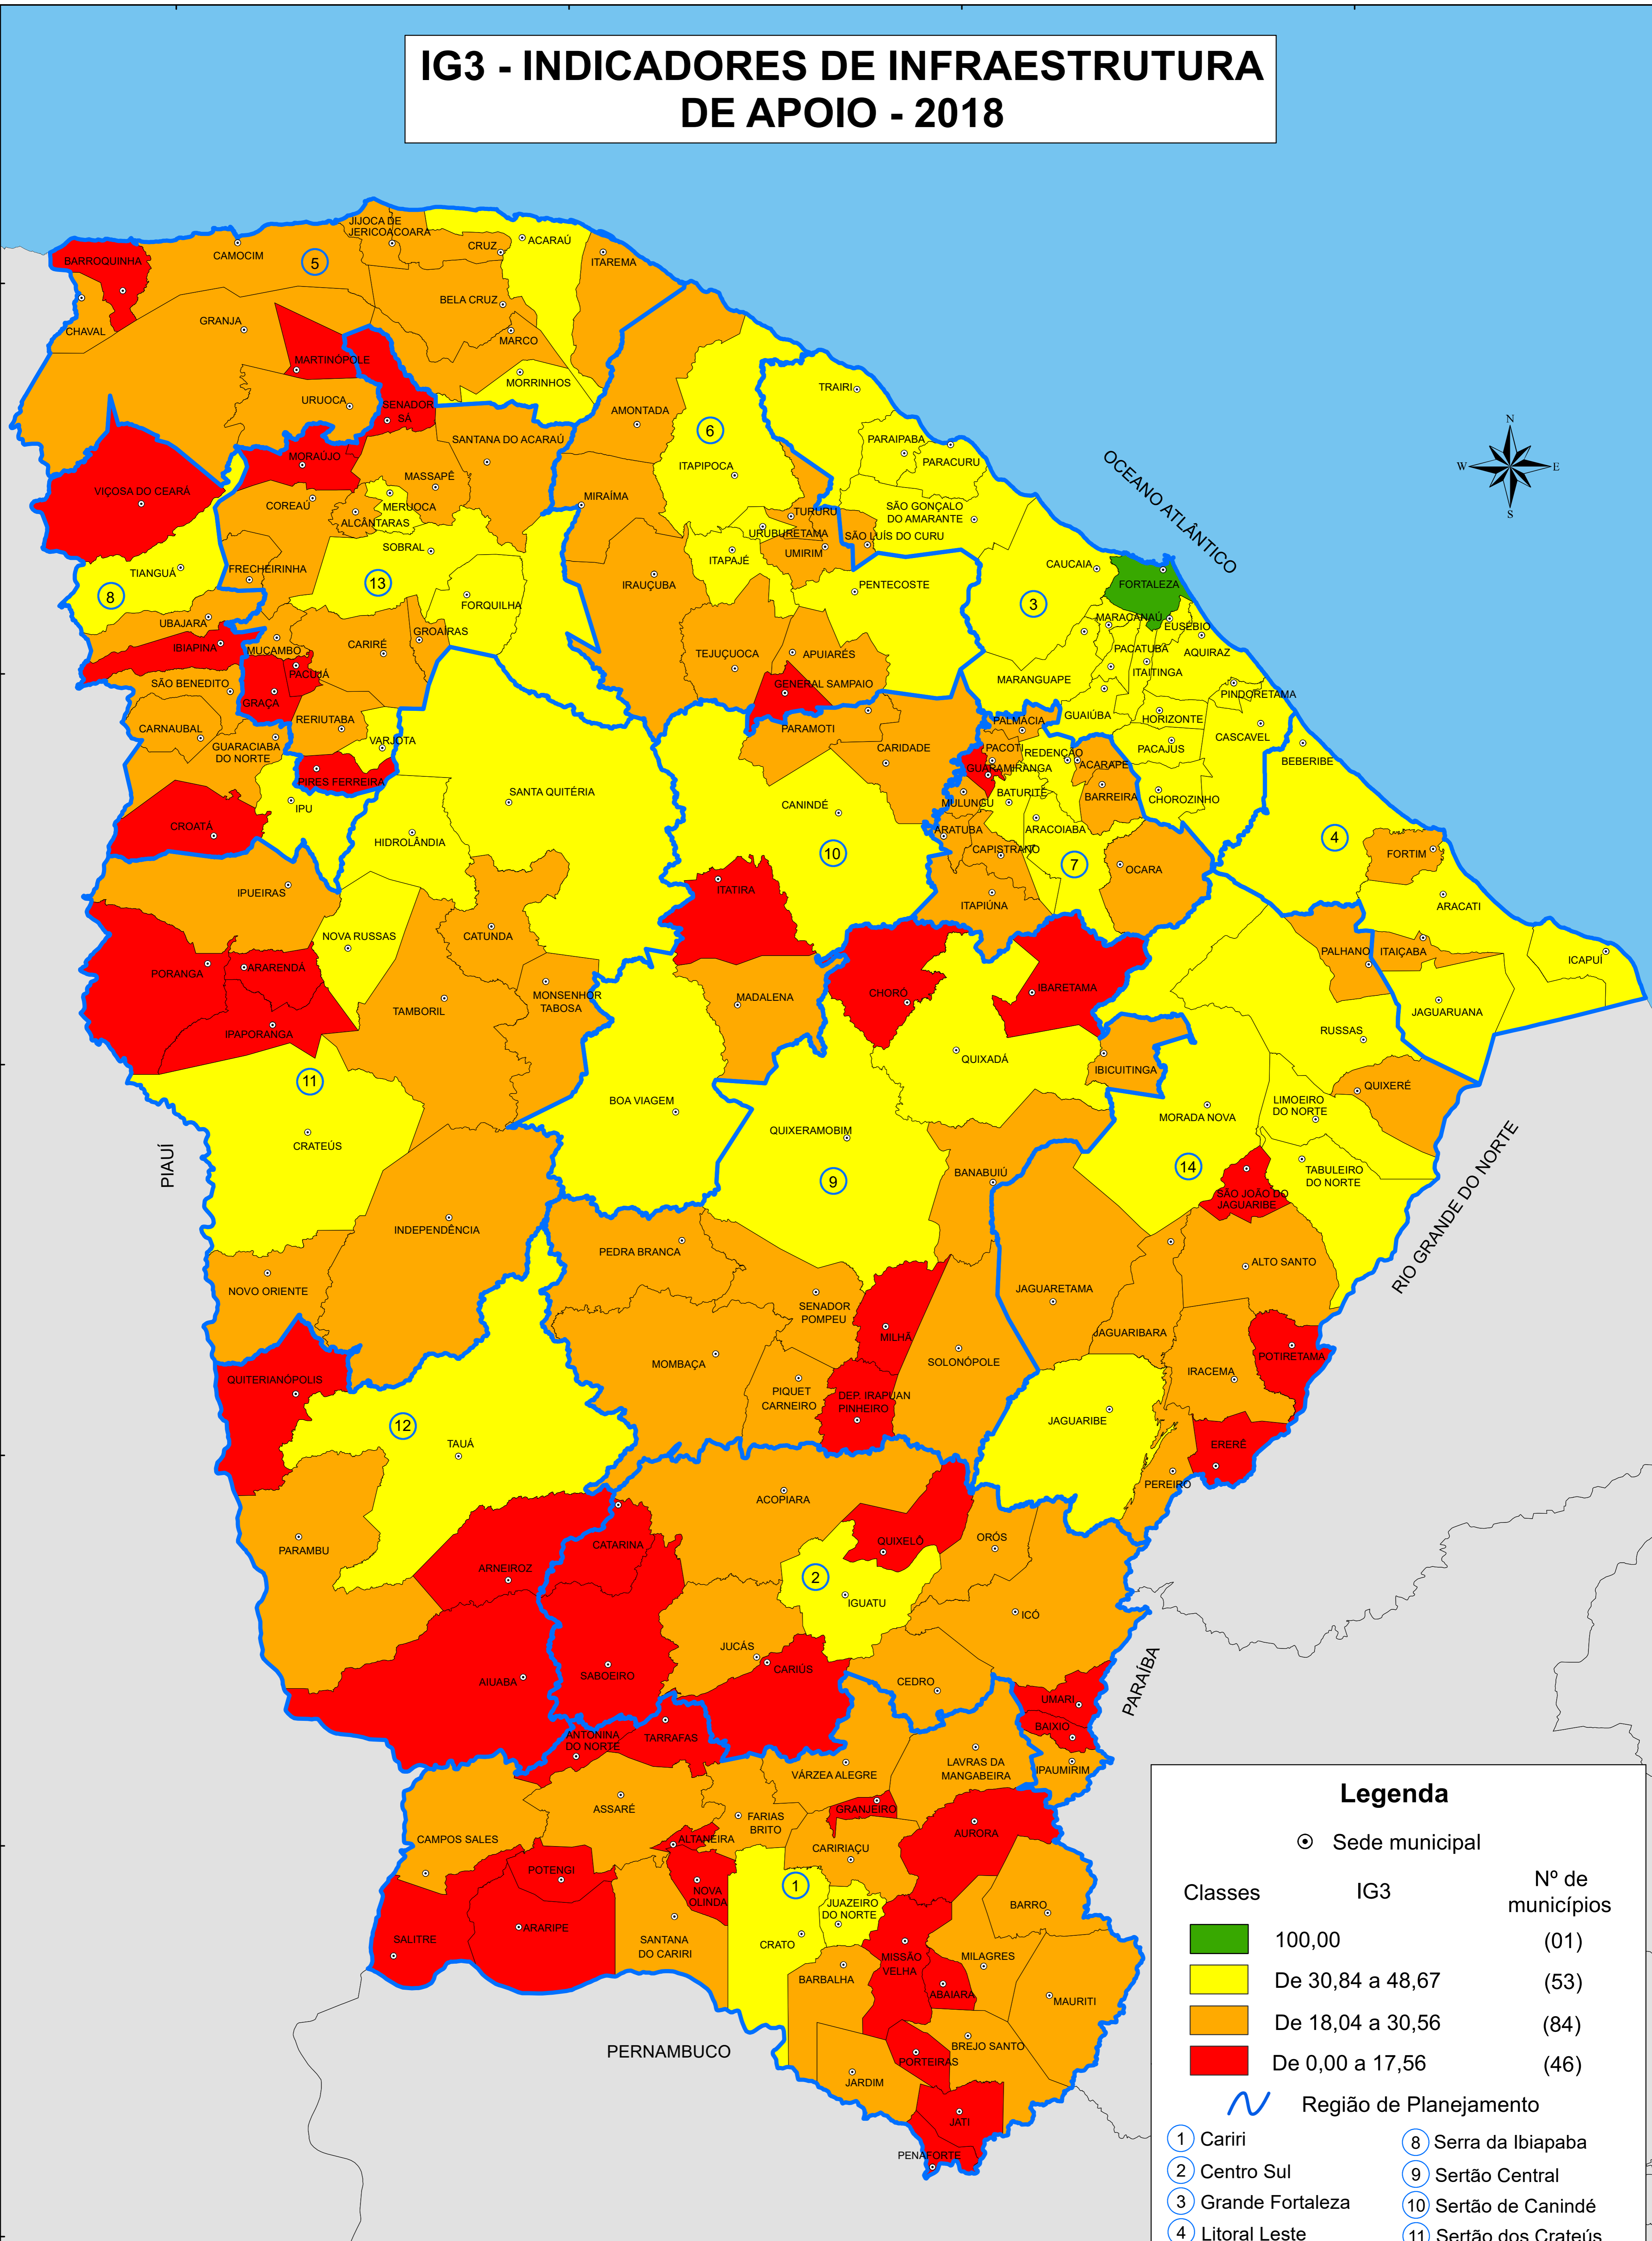 IG3 - INDICADORES DE INFRAESTRUTURA
DE APOIO - 2018
JIJOCA DE
JERICOACOARA
CRUZ
ACARAÚ
ITAREMA
BARROQUINHA
CAMOCIM
5
CHAVAL
GRANJA
BELA CRUZ
MARCO
MARTINÓPOLE
MORRINHOS
URUOCA
SENADOR
SÁ
AMONTADA
TRAIRI
6
SANTANA DO ACARAÚ
PARAIPABA
PARACURU
N
W
E
S
OCEANO ATLÂNTICO
MORAÚJO
MASSAPÊ
ITAPIPOCA
VIÇOSA DO CEARÁ
MERUOCA
MIRAÍMA
COREAÚ
ALCÂNTARAS
TURURU
SÃO GONÇALO
DO AMARANTE
URUBURETAMA
SÃO LUÍS DO CURU
SOBRAL
UMIRIM
ITAPAJÉ
CAUCAIA
FORTALEZA
TIANGUÁ
FRECHEIRINHA
13
8
IRAUÇUBA
PENTECOSTE
3
FORQUILHA
UBAJARA
MARACANAÚ
EUSÉBIO
GROAÍRAS
IBIAPINA
MUCAMBO
CARIRÉ
TEJUÇUOCA
APUIARÉS
PACATUBA
AQUIRAZ
ITAITINGA
PACUJÁ
SÃO BENEDITO
GENERAL SAMPAIO
MARANGUAPE
PINDORETAMA
GRAÇA
RERIUTABA
GUAIÚBA
HORIZONTE
CARNAUBAL
PARAMOTI
PALMÁCIA
CASCAVEL
GUARACIABA
DO NORTE
VARJOTA
CARIDADE
PACOTI
REDENÇÃO
PACAJUS
BEBERIBE
PIRES FERREIRA
GUARAMIRANGA
ACARAPE
SANTA QUITÉRIA
MULUNGU
BATURITÉ
BARREIRA
CHOROZINHO
IPU
CANINDÉ
CROATÁ
ARATUBA
ARACOIABA
4
HIDROLÂNDIA
10
CAPISTRANO
7
FORTIM
OCARA
IPUEIRAS
ITATIRA
ITAPIÚNA
ARACATI
NOVA RUSSAS
CATUNDA
PALHANO
ITAIÇABA
ICAPUÍ
PORANGA
ARARENDÁ
CHORÓ
IBARETAMA
MONSENHOR
TABOSA
MADALENA
TAMBORIL
JAGUARUANA
IPAPORANGA
RUSSAS
QUIXADÁ
IBICUITINGA
11
QUIXERÉ
BOA VIAGEM
LIMOEIRO
DO NORTE
MORADA NOVA
QUIXERAMOBIM
CRATEÚS
PIAUÍ
9
BANABUIÚ
14
TABULEIRO
DO NORTE
SÃO JOÃO DO
JAGUARIBE
RIO GRANDE DO NORTE
INDEPENDÊNCIA
PEDRA BRANCA
ALTO SANTO
NOVO ORIENTE
JAGUARETAMA
SENADOR
POMPEU
JAGUARIBARA
MILHÃ
MOMBAÇA
SOLONÓPOLE
POTIRETAMA
IRACEMA
QUITERIANÓPOLIS
PIQUET
CARNEIRO
DEP. IRAPUAN
PINHEIRO
12
JAGUARIBE
TAUÁ
ERERÊ
PEREIRO
ACOPIARA
PARAMBU
CATARINA
QUIXELÔ
ORÓS
ARNEIROZ
2
IGUATU
ICÓ
JUCÁS
CARIÚS
SABOEIRO
AIUABA
CEDRO
PARAÍBA
UMARI
BAIXIO
ANTONINA
DO NORTE
TARRAFAS
LAVRAS DA
MANGABEIRA
IPAUMIRIM
VÁRZEA ALEGRE
ASSARÉ
GRANJEIRO
FARIAS
BRITO
AURORA
CAMPOS SALES
ALTANEIRA
CARIRIAÇU
POTENGI
1
NOVA
OLINDA
JUAZEIRO
DO NORTE
BARRO
ARARIPE
SALITRE
SANTANA
DO CARIRI
CRATO
MISSÃO
VELHA
MILAGRES
BARBALHA
ABAIARA
MAURITI
PERNAMBUCO
BREJO SANTO
PORTEIRAS
JARDIM
JATI
PENAFORTE
Legenda
Sede municipal
Classes IG3 Nº de
municípios
100,00 (01)
De 30,84 a 48,67 (53)
De 18,04 a 30,56 (84)
De 0,00 a 17,56 (46)
Região de Planejamento
1 Cariri
8 Serra da Ibiapaba
2 Centro Sul
9 Sertão Central
3 Grande Fortaleza
10 Sertão de Canindé
4 Litoral Leste
11 Sertão dos Crateús